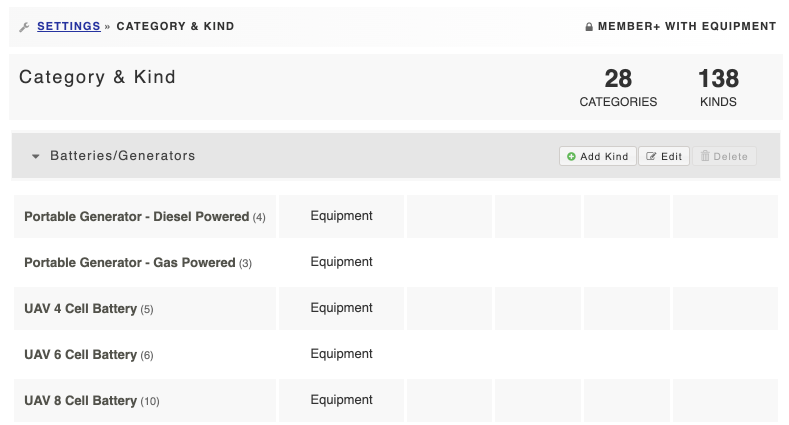 SETTINGS » CATEGORY & KIND
MEMBER+ WITH EQUIPMENT
Category & Kind
28
CATEGORIES
138
KINDS
Batteries/Generators
Add Kind
Edit
Delete
Portable Generator - Diesel Powered (4) Equipment
Portable Generator - Gas Powered (3) Equipment
UAV 4 Cell Battery (5) Equipment
UAV 6 Cell Battery (6) Equipment
UAV 8 Cell Battery (10) Equipment